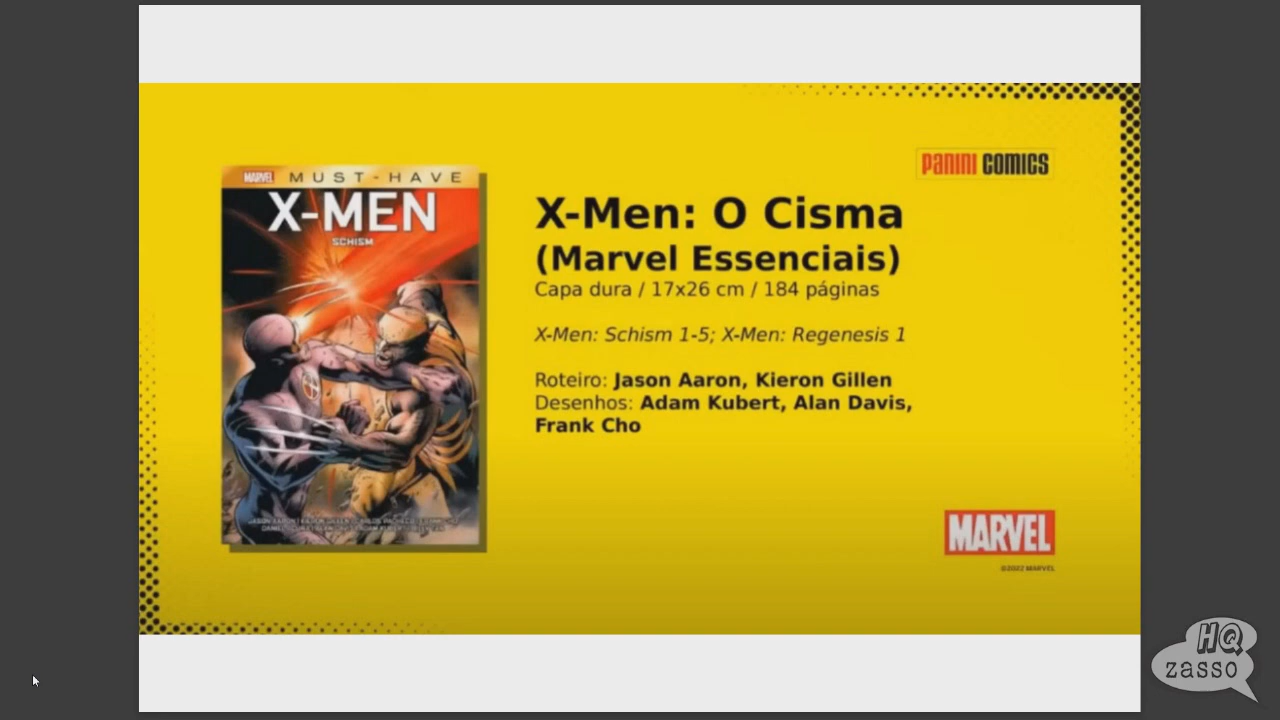 PANINI COMICS
MARVEL MUST-HAVE
X-MEN
SCHISM
X-Men: O Cisma
(Marvel Essenciais)
Capa dura / 17x26 cm / 184 páginas
X-Men: Schism 1-5; X-Men: Regenesis 1
Roteiro: Jason Aaron, Kieron Gillen
Desenhos: Adam Kubert, Alan Davis,
Frank Cho
MARVEL
©2022 MARVEL
HQ
zasso